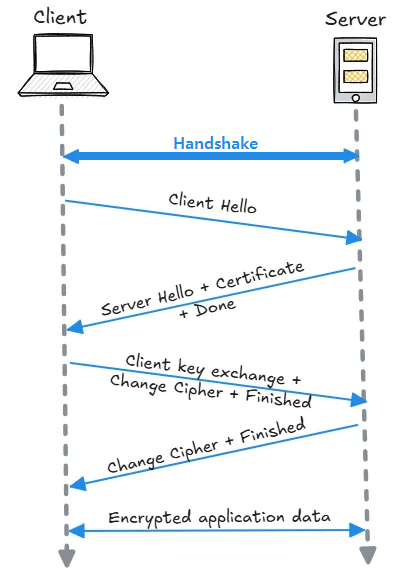 Client
Server
Handshake
Client Hello
Server Hello + Certificate
+ Done
Client key exchange +
Change Cipher + Finished
Change Cipher + Finished
Encrypted application data